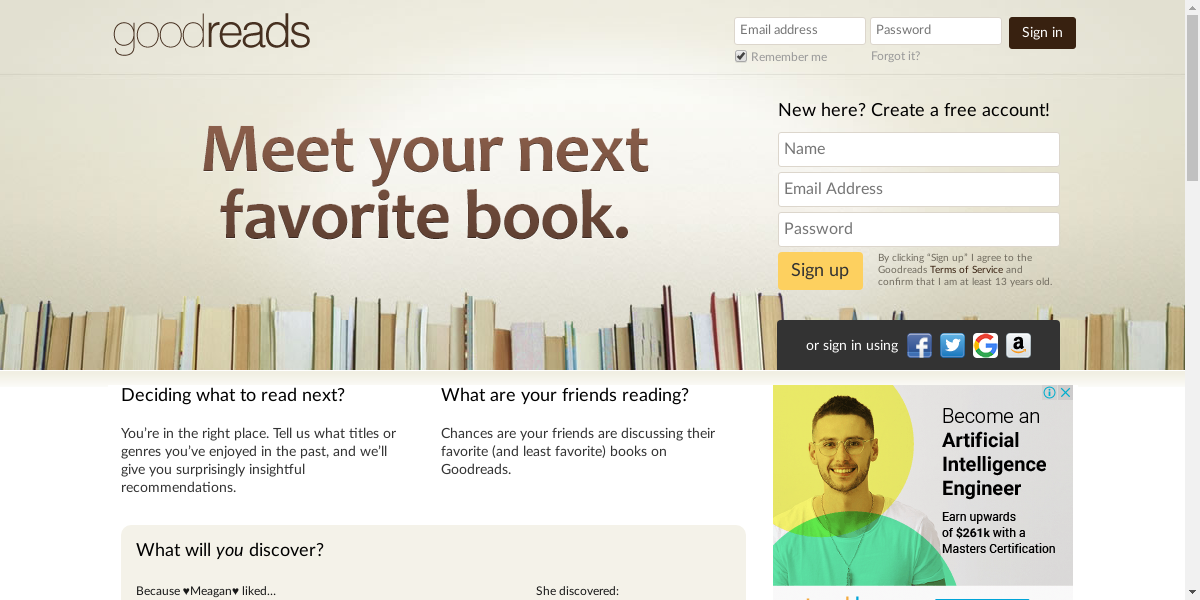 goodreads
Email address
Password
Sign in
Remember me
Forgot it?
Meet your next
favorite book.
New here? Create a free account!
Name
Email Address
Password
Sign up
By clicking “Sign up” I agree to the
Goodreads Terms of Service and
confirm that I am at least 13 years old.
or sign in using
Deciding what to read next?
You’re in the right place. Tell us what titles or
genres you’ve enjoyed in the past, and we’ll
give you surprisingly insightful
recommendations.
What are your friends reading?
Chances are your friends are discussing their
favorite (and least favorite) books on
Goodreads.
Become an
Artificial
Intelligence
Engineer
Earn upwards
of $261k with a
Masters Certification
What will you discover?
Because ♥Meagan♥ liked…
She discovered: